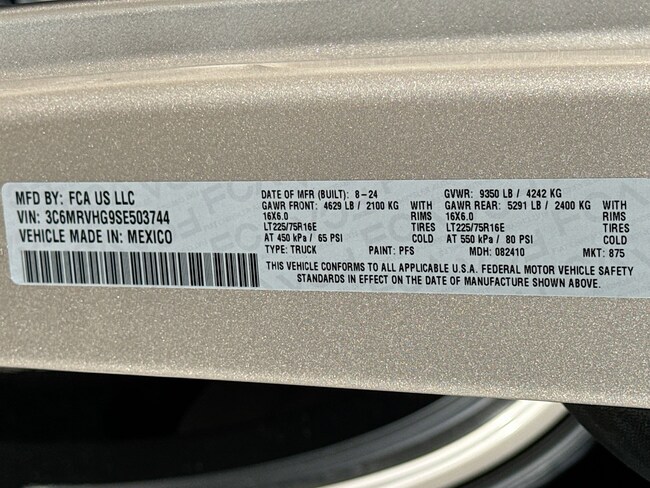 MFD BY: FCA US LLC
VIN: 3C6MRVHG9SE503744
VEHICLE MADE IN: MEXICO
DATE OF MFR (BUILT): 8-24 GVWR: 9350 LB / 4242 KG
GAWR FRONT: 4629 LB / 2100 KG WITH GAWR REAR: 5291 LB / 2400 KG WITH
16X6.0 RIMS 16X6.0 RIMS
LT225/75R16E TIRES LT225/75R16E TIRES
AT 450 kPa / 65 PSI COLD AT 550 kPa / 80 PSI COLD
TYPE: TRUCK PAINT: PFS MDH: 082410 MKT: 875
THIS VEHICLE CONFORMS TO ALL APPLICABLE U.S.A. FEDERAL MOTOR VEHICLE SAFETY
STANDARDS IN EFFECT ON THE DATE OF MANUFACTURE SHOWN ABOVE.